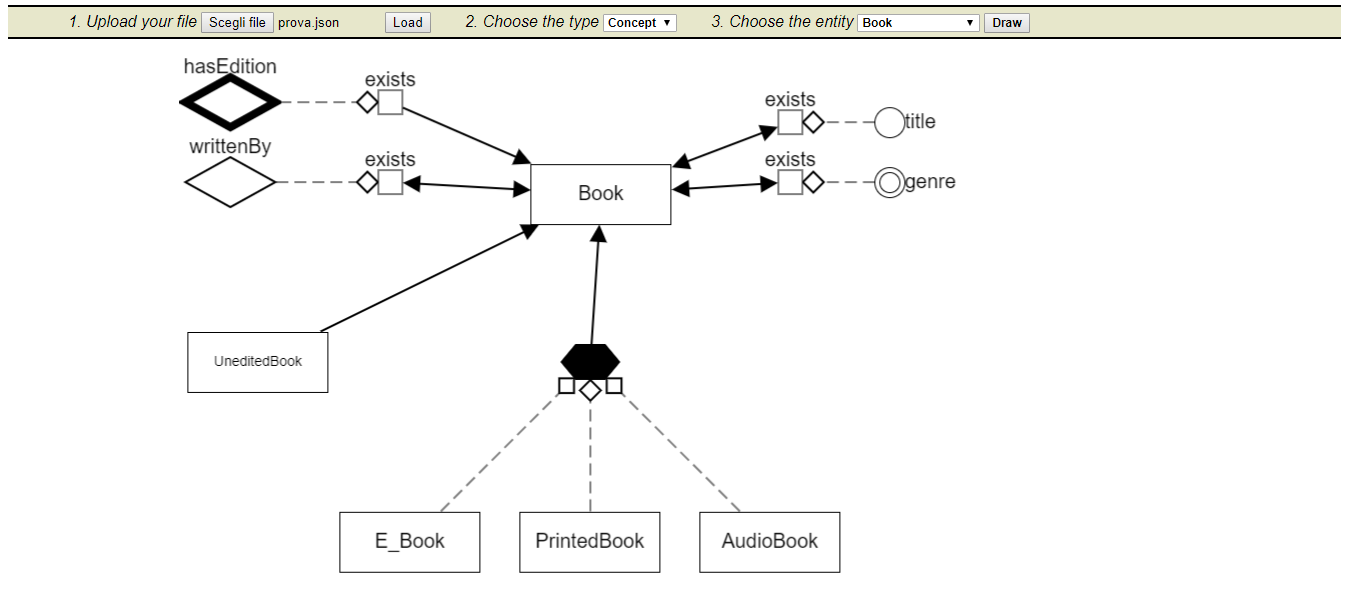 1. Upload your file Scegli file prova.json Load 2. Choose the type Concept 3. Choose the entity Book Draw
hasEdition
exists
writtenBy
exists
exists
title
exists
genre
Book
UneditedBook
E_Book
PrintedBook
AudioBook